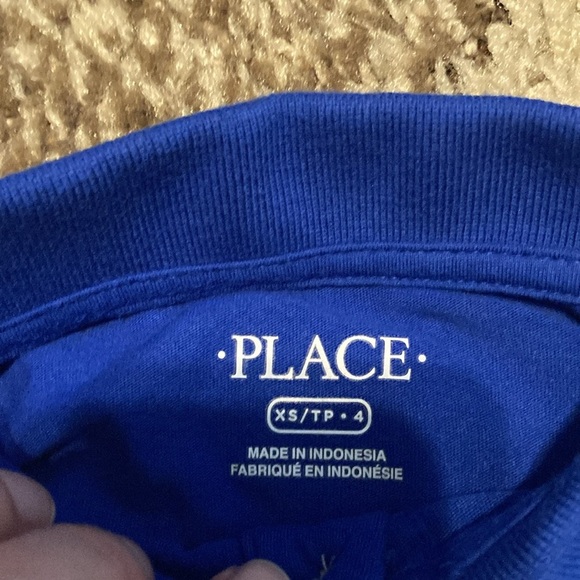 ·PLACE·
XS/TP • 4
MADE IN INDONESIA
FABRIQUÉ EN INDONÉSIE